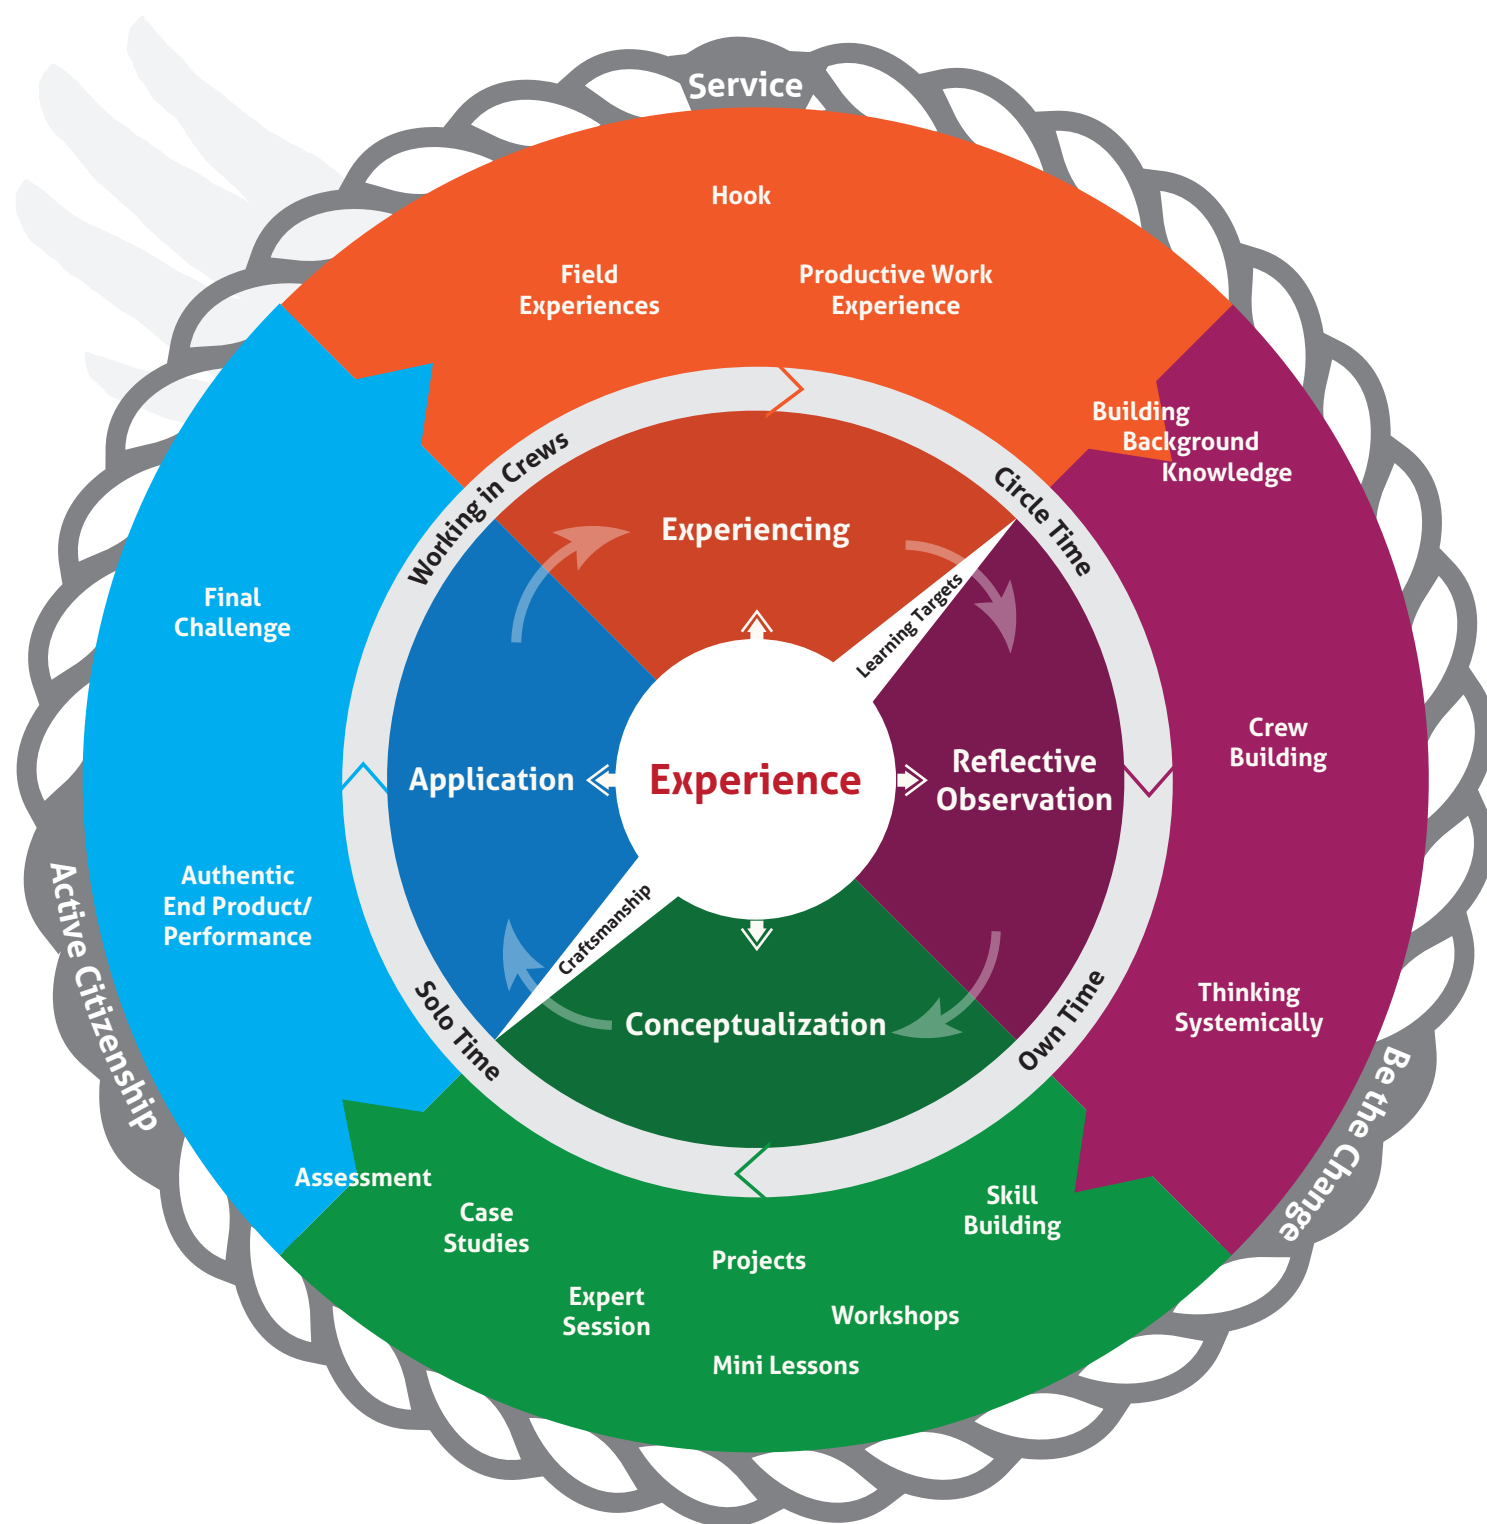 Service
Hook
Field
Experiences
Productive Work
Experience
Building
Background
Knowledge
Working in Crews
Circle Time
Experiencing
Learning Targets
Final
Challenge
Crew
Building
Application
Experience
Reflective
Observation
Authentic
End Product/
Performance
Active Citizenship
Craftsmanship
Thinking
Systemically
Conceptualization
Solo Time
Own Time
Be the Change
Assessment
Case
Studies
Skill
Building
Projects
Expert
Session
Workshops
Mini Lessons